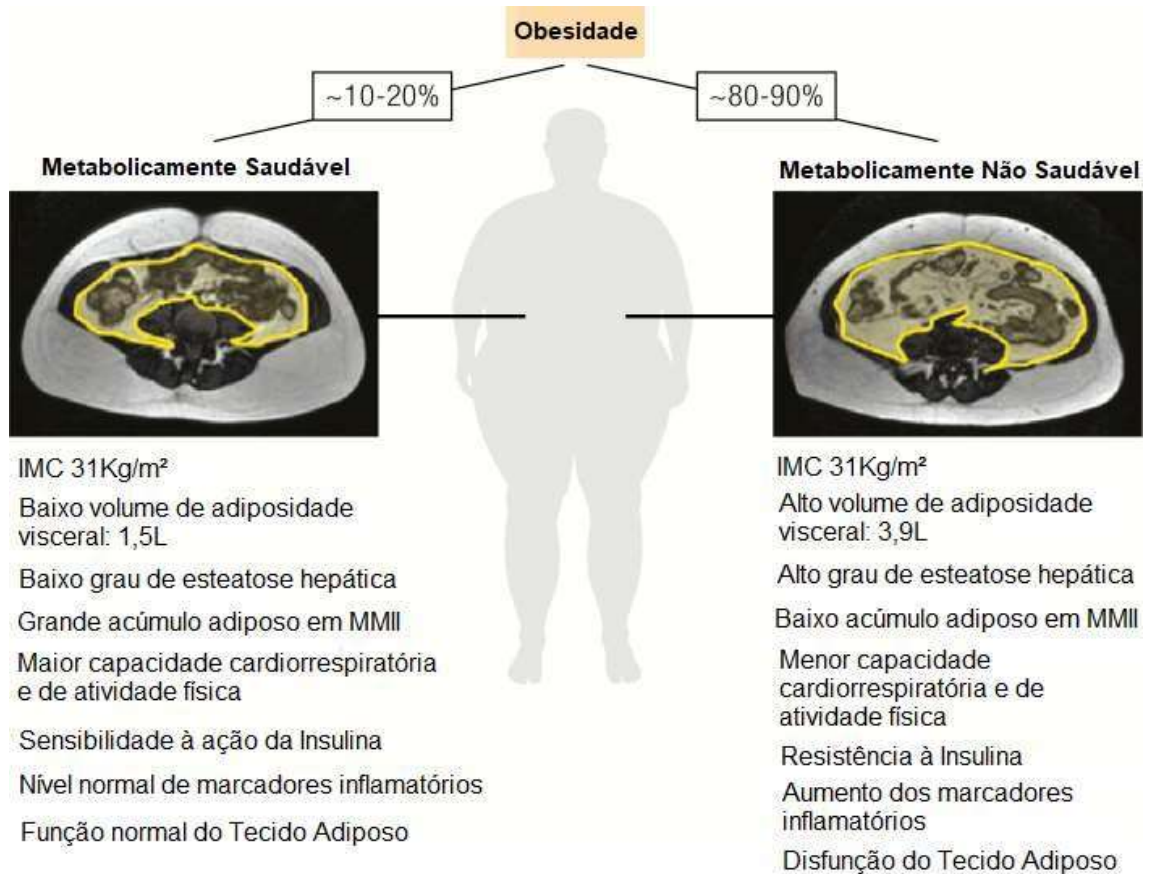 Obesidade
~10-20%
~80-90%
Metabolicamente Saudável
IMC 31Kg/m²
Baixo volume de adiposidade
visceral: 1,5L
Baixo grau de esteatose hepática
Grande acúmulo adiposo em MMII
Maior capacidade cardiorrespiratória
e de atividade física
Sensibilidade à ação da Insulina
Nível normal de marcadores inflamatórios
Função normal do Tecido Adiposo
Metabolicamente Não Saudável
IMC 31Kg/m²
Alto volume de adiposidade
visceral: 3,9L
Alto grau de esteatose hepática
Baixo acúmulo adiposo em MMII
Menor capacidade
cardiorrespiratória e de
atividade física
Resistência à Insulina
Aumento dos marcadores
inflamatórios
Disfunção do Tecido Adiposo